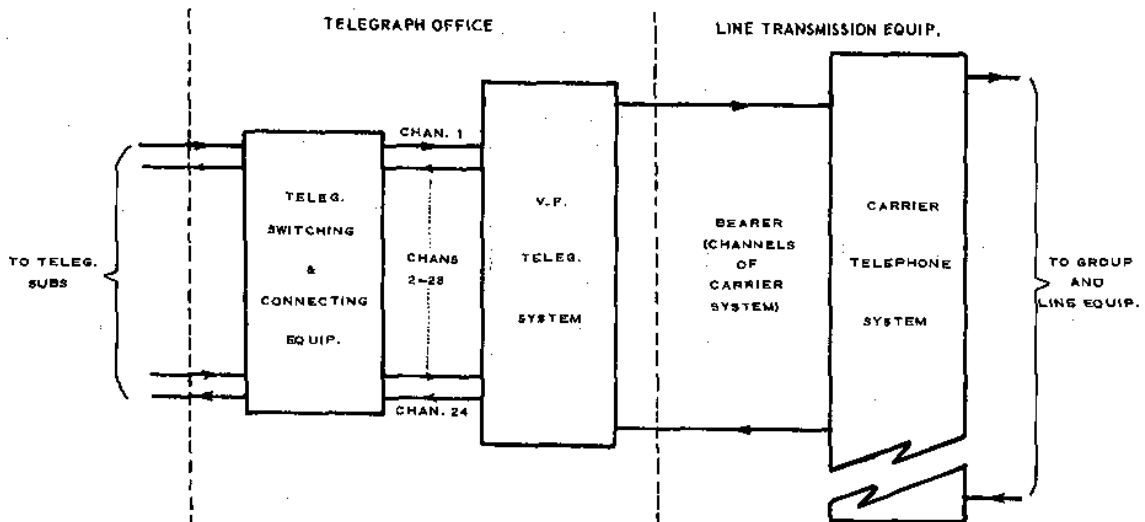 TELEGRAPH OFFICE
LINE TRANSMISSION EQUIP.
CHAN. 1
TO TELEG.
SUBS
TELEG.
SWITCHING
&
CONNECTING
EQUIP.
CHANS
2-28
CHAN. 24
V.F.
TELEG.
SYSTEM
BEARER
(CHANNELS
OF
CARRIER
SYSTEM)
CARRIER
TELEPHONE
SYSTEM
TO GROUP
AND
LINE EQUIP.